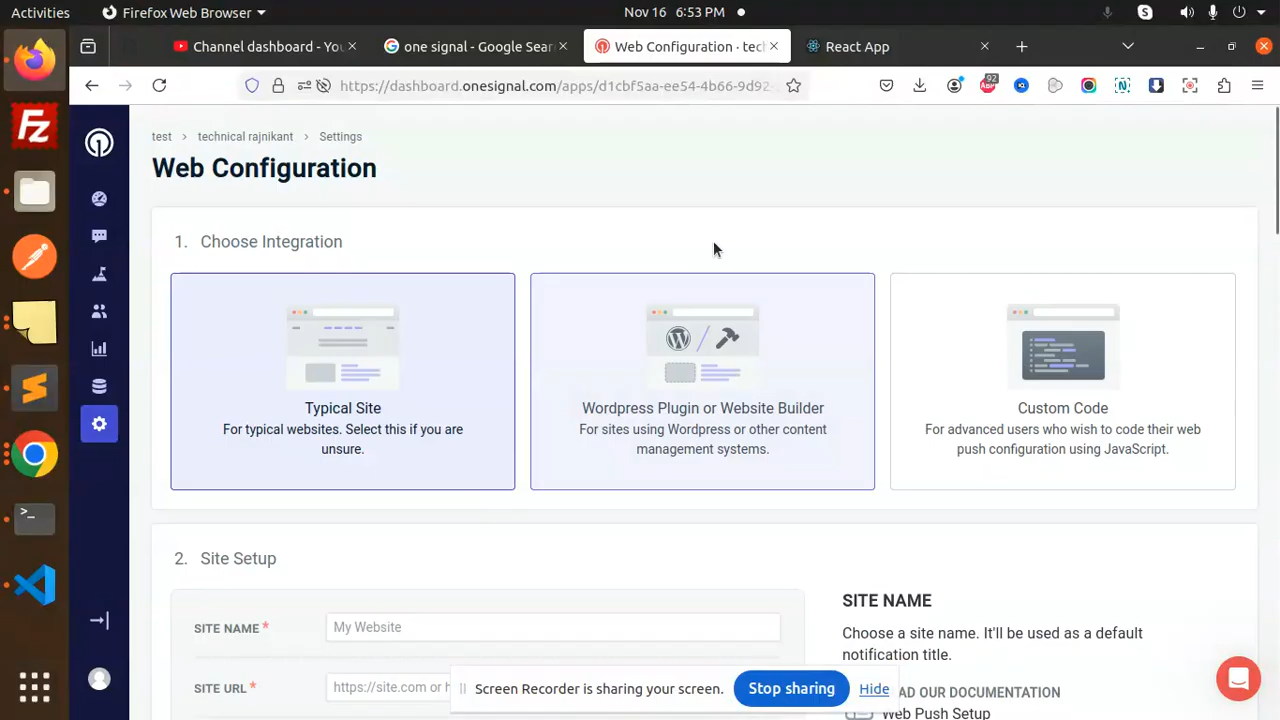 Activities
Firefox Web Browser
Nov 16 6:53 PM
Channel dashboard - You
one signal - Google Sear
Web Configuration · tech
React App
https://dashboard.onesignal.com/apps/d1cbf5aa-ee54-4b66-9d92-
92
test > technical rajnikant > Settings
Web Configuration
1. Choose Integration
Typical Site
For typical websites. Select this if you are
unsure.
Wordpress Plugin or Website Builder
For sites using Wordpress or other content
management systems.
Custom Code
For advanced users who wish to code their web
push configuration using JavaScript.
2. Site Setup
SITE NAME *
My Website
SITE URL *
https://site.com or h
SITE NAME
Choose a site name. It'll be used as a default
notification title.
AD OUR DOCUMENTATION
Web Push Setup
Screen Recorder is sharing your screen.
Stop sharing
Hide